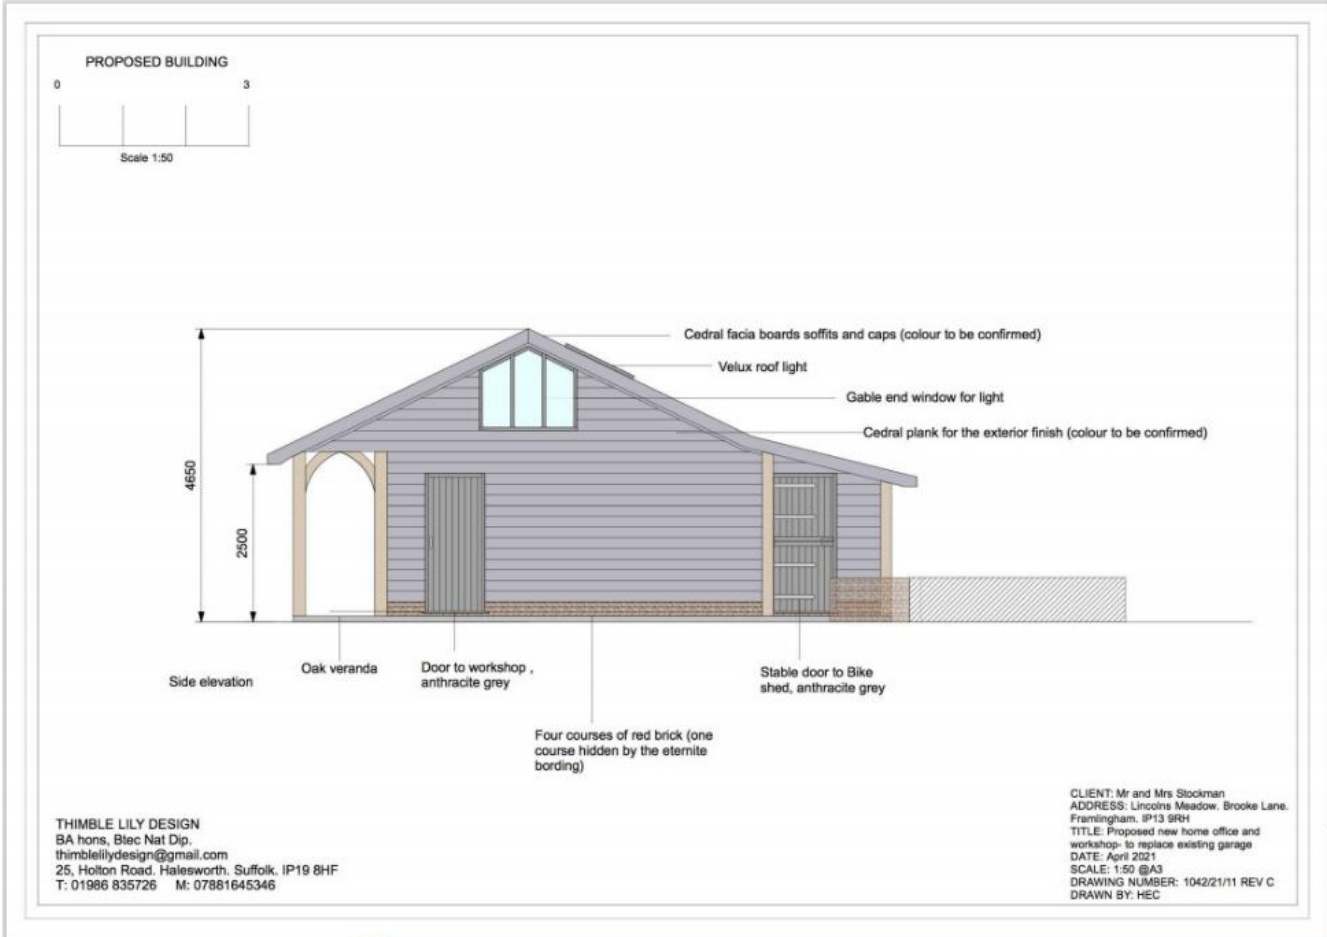 PROPOSED BUILDING
0 3
Scale 1:50
Cedral facia boards soffits and caps (colour to be confirmed)
Velux roof light
Gable end window for light
Cedral plank for the exterior finish (colour to be confirmed)
4650
2500
Side elevation
Oak veranda
Door to workshop ,
anthracite grey
Stable door to Bike
shed, anthracite grey
Four courses of red brick (one
course hidden by the eternite
bording)
THIMBLE LILY DESIGN
BA hons, Btec Nat Dip.
thimblelilydesign@gmail.com
25, Holton Road. Halesworth. Suffolk. IP19 8HF
T: 01986 835726 M: 07881645346
CLIENT: Mr and Mrs Stockman
ADDRESS: Lincolns Meadow. Brooke Lane.
Framlingham. IP13 9RH
TITLE: Proposed new home office and
workshop- to replace existing garage
DATE: April 2021
SCALE: 1:50 @A3
DRAWING NUMBER: 1042/21/11 REV C
DRAWN BY: HEC